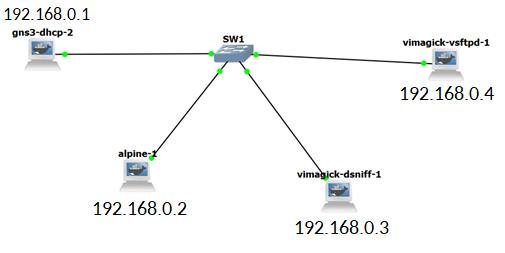 192.168.0.1
gns3-dhcp-2
SW1
vimagick-vsftpd-1
192.168.0.4
alpine-1
192.168.0.2
vimagick-dsniff-1
192.168.0.3